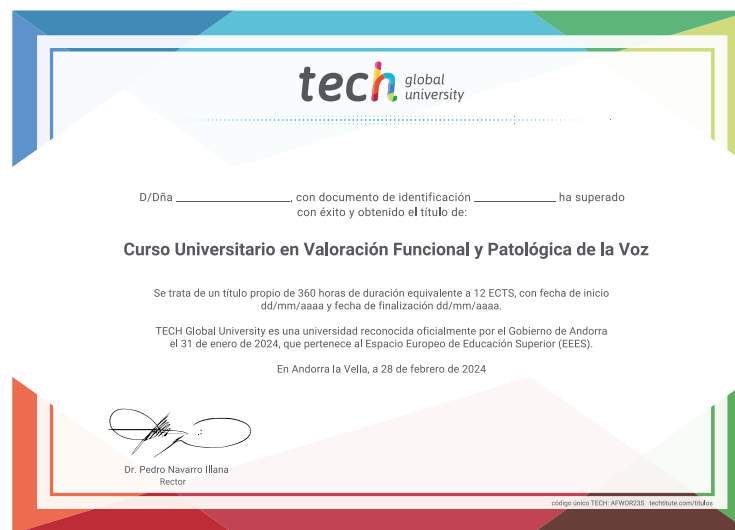 tech global university
D/Dña ____________________, con documento de identificación ______________ ha superado
con éxito y obtenido el título de:
Curso Universitario en Valoración Funcional y Patológica de la Voz
Se trata de un título propio de 360 horas de duración equivalente a 12 ECTS, con fecha de inicio
dd/mm/aaaa y fecha de finalización dd/mm/aaaa.
TECH Global University es una universidad reconocida oficialmente por el Gobierno de Andorra
el 31 de enero de 2024, que pertenece al Espacio Europeo de Educación Superior (EEES).
En Andorra la Vella, a 28 de febrero de 2024
Dr. Pedro Navarro Illana
Rector
código único TECH: AFWOR23S techtitute.com/titulos